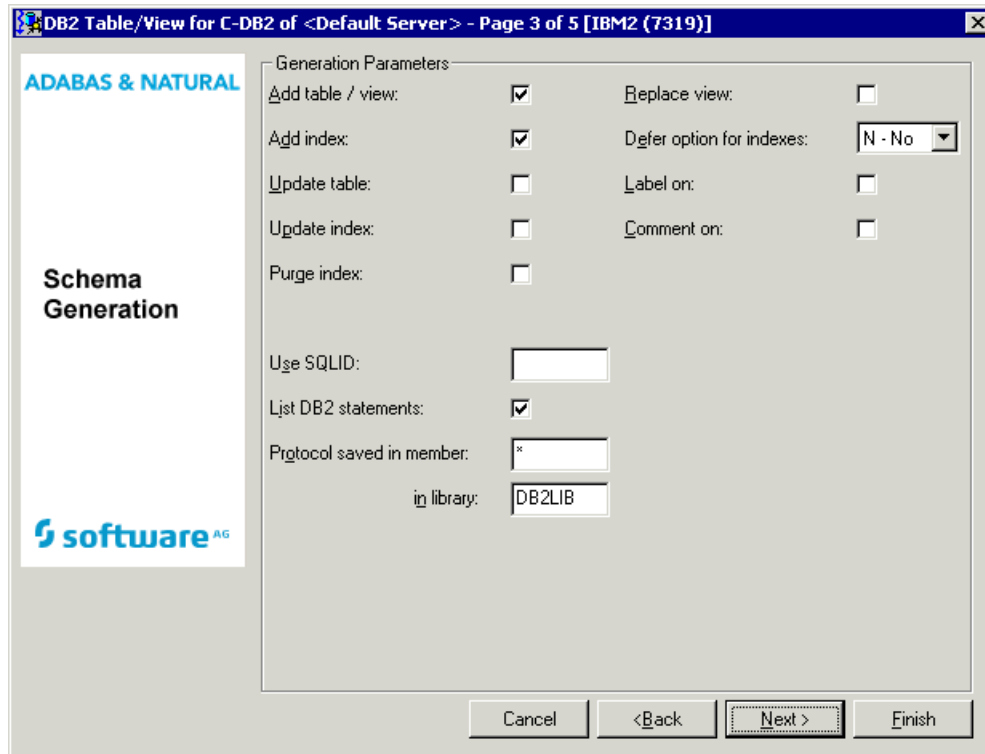 DB2 Table/View for C-DB2 of <Default Server> - Page 3 of 5 [IBM2 (7319)]
ADABAS & NATURAL
Schema
Generation
software AG
Generation Parameters
Add table / view:
Replace view:
Add index:
Defer option for indexes:
N - No
Update table:
Label on:
Update index:
Comment on:
Purge index:
Use SQLID:
List DB2 statements:
Protocol saved in member:
*
in library:
DB2LIB
Cancel
<Back
Next >
Finish